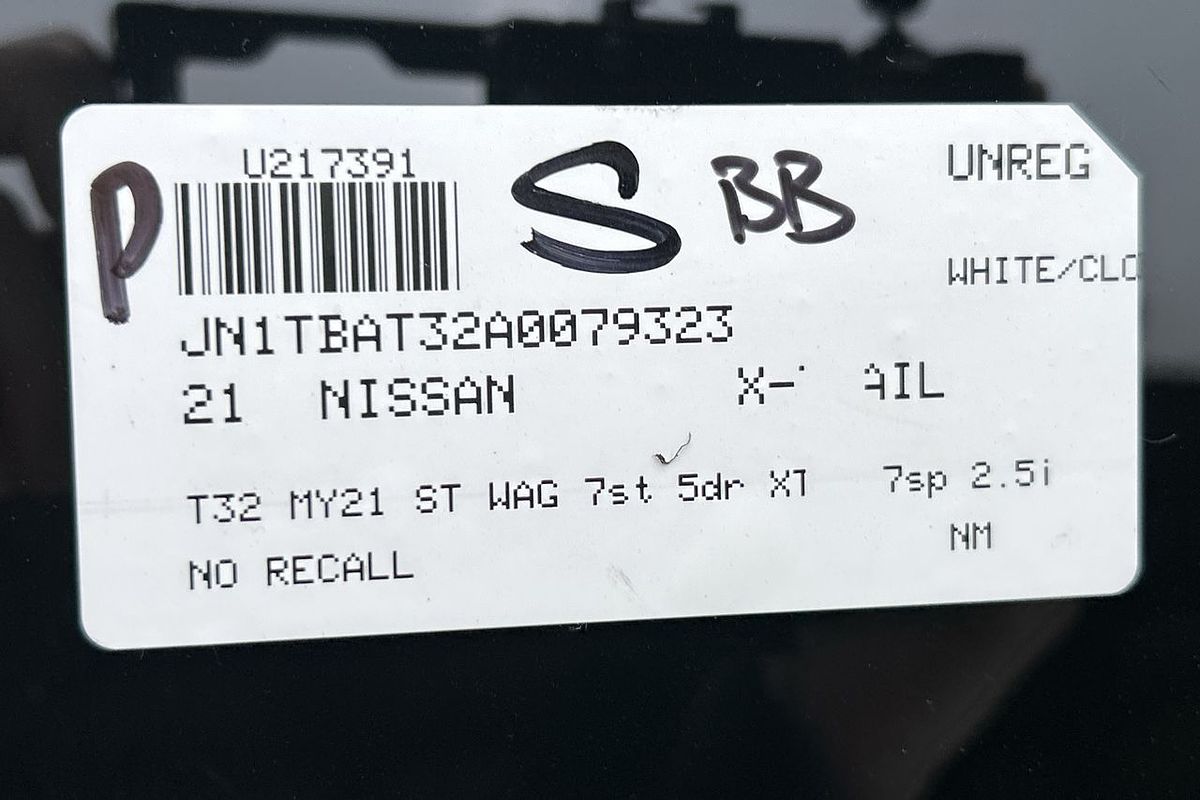 U217391
P S BB
UNREG
WHITE/CLO
JN1TBAT32A0079323
21 NISSAN
T32 MY21 ST WAG 7st 5dr 7sp 2.5i
NM
NO RECALL